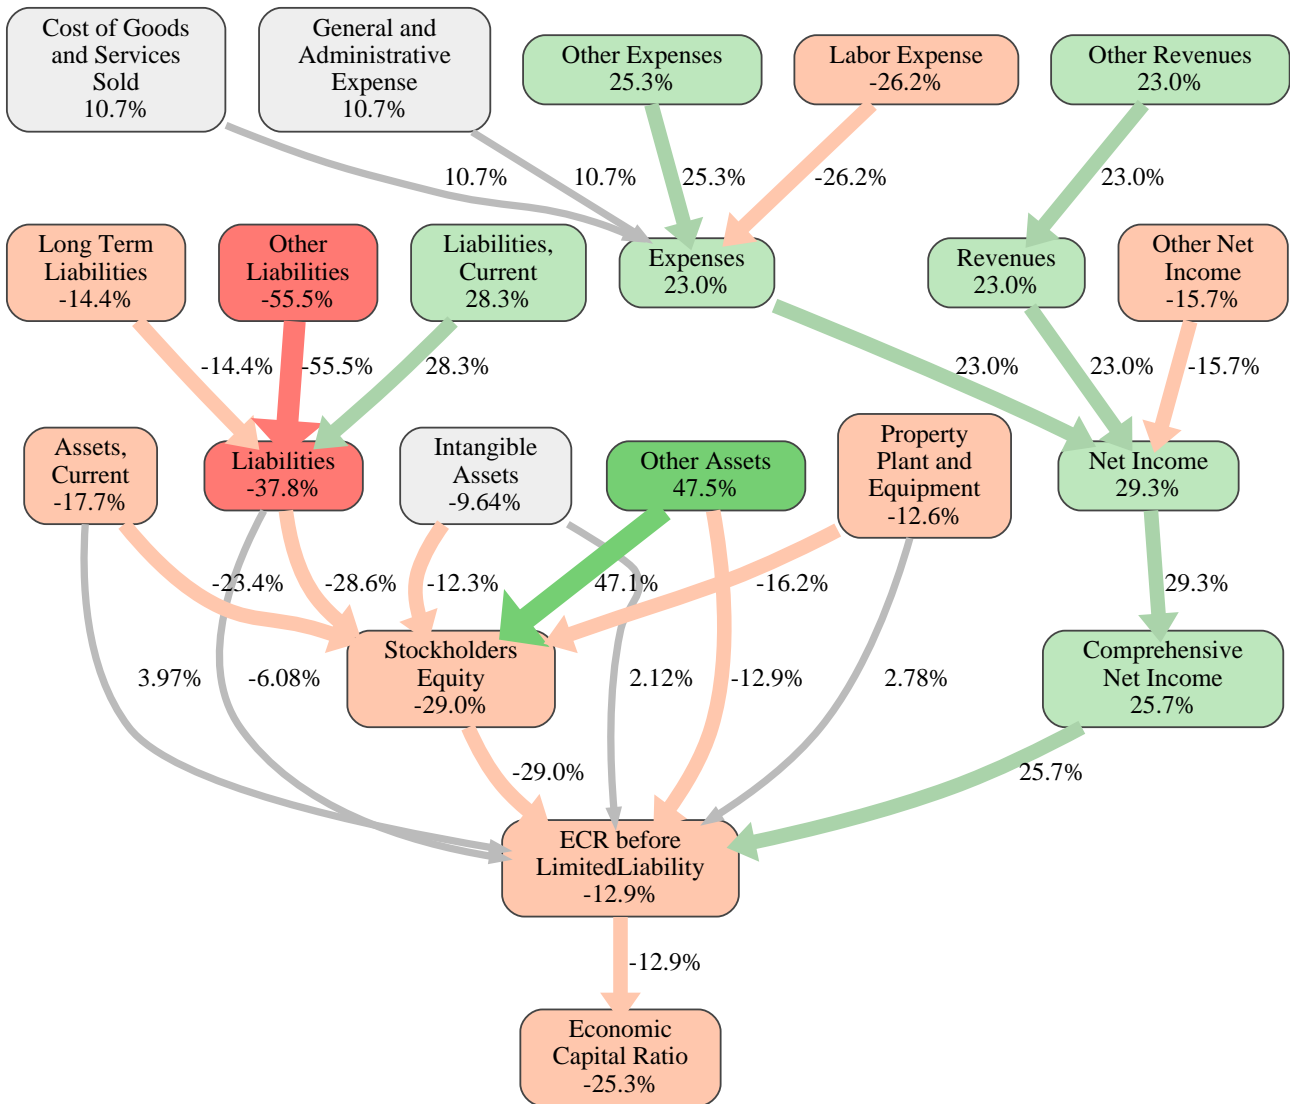 Cost of Goods
and Services
Sold
10.7%
General and
Administrative
Expense
10.7%
Other Expenses
25.3%
Labor Expense
-26.2%
Other Revenues
23.0%
10.7%
10.7%
25.3%
-26.2%
23.0%
Long Term
Liabilities
-14.4%
Other
Liabilities
-55.5%
Liabilities,
Current
28.3%
Expenses
23.0%
Revenues
23.0%
Other Net
Income
-15.7%
-14.4%
-55.5%
28.3%
23.0%
23.0%
-15.7%
Assets,
Current
-17.7%
Liabilities
-37.8%
Intangible
Assets
-9.64%
Other Assets
47.5%
Property
Plant and
Equipment
-12.6%
Net Income
29.3%
-23.4%
-28.6%
-12.3%
47.1%
-16.2%
29.3%
Stockholders
Equity
-29.0%
Comprehensive
Net Income
25.7%
3.97%
-6.08%
2.12%
-12.9%
2.78%
-29.0%
25.7%
ECR before
LimitedLiability
-12.9%
-12.9%
Economic
Capital Ratio
-25.3%